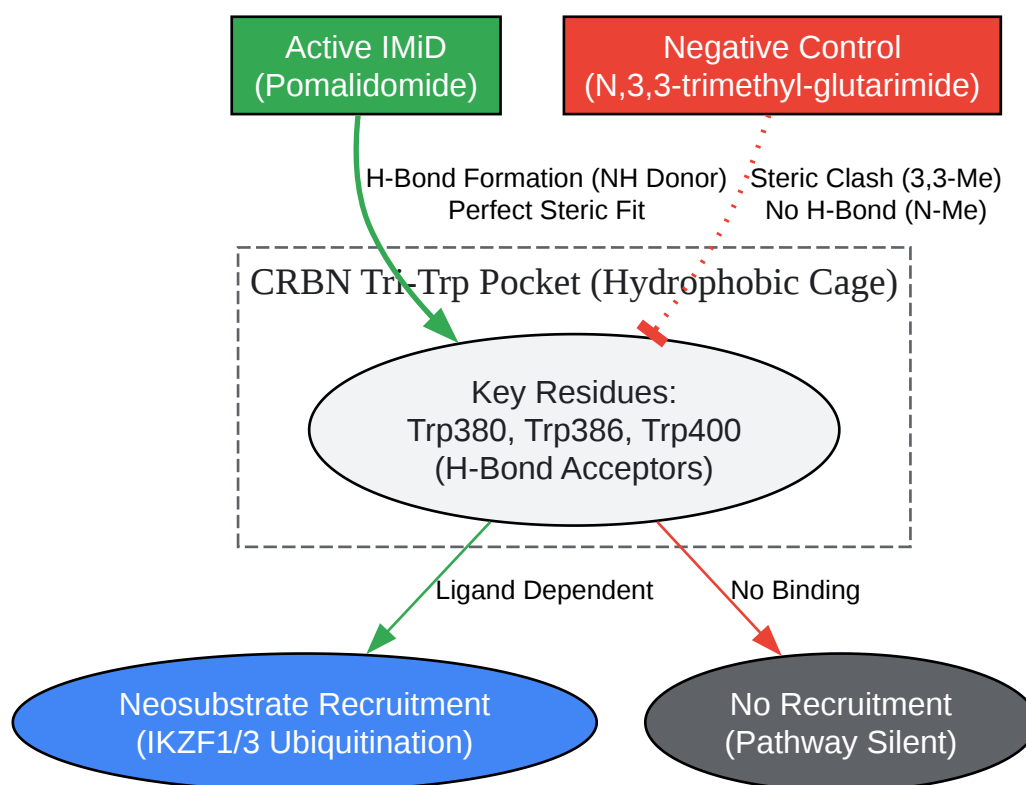 Active IMiD
(Pomalidomide)
Negative Control
(N,3,3-trimethyl-glutarimide)
H-Bond Formation (NH Donor)
Perfect Steric Fit
Steric Clash (3,3-Me)
No H-Bond (N-Me)
CRBN Tri-Trp Pocket (Hydrophobic Cage)
Key Residues:
Trp380, Trp386, Trp400
(H-Bond Acceptors)
Ligand Dependent
No Binding
Neosubstrate Recruitment
(IKZF1/3 Ubiquitination)
No Recruitment
(Pathway Silent)